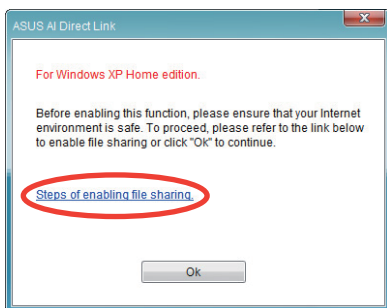 ASUS AI Direct Link
For Windows XP Home edition.
Before enabling this function, please ensure that your Internet
environment is safe. To proceed, please refer to the link below
to enable file sharing or click "Ok" to continue.
Steps of enabling file sharing.
Ok